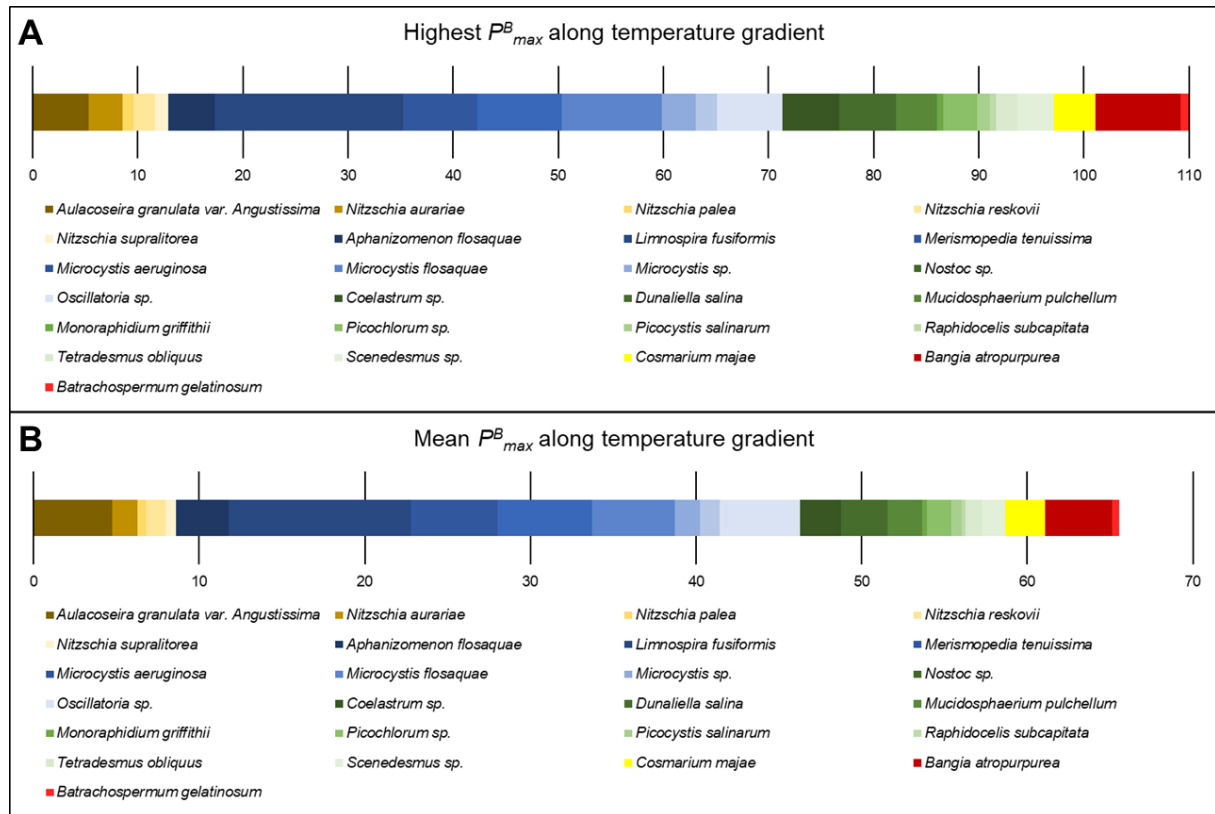 A
Highest P^B_max along temperature gradient
0 10 20 30 40 50 60 70 80 90 100 110
Aulacoseira granulata var. Angustissima Nitzschia aurariae Nitzschia palea Nitzschia reskovii
Nitzschia supralitorea Aphanizomenon flosaquae Limnospira fusiformis Merismopedia tenuissima
Microcystis aeruginosa Microcystis flosaquae Microcystis sp. Nostoc sp.
Oscillatoria sp. Coelastrum sp. Dunaliella salina Mucidosphaerium pulchellum
Monoraphidium griffithii Picochlorum sp. Picocystis salinarum Raphidocelis subcapitata
Tetradesmus obliquus Scenedesmus sp. Cosmarium majae Bangia atropurpurea
Batrachospermum gelatinosum
B
Mean P^B_max along temperature gradient
0 10 20 30 40 50 60 70
Aulacoseira granulata var. Angustissima Nitzschia aurariae Nitzschia palea Nitzschia reskovii
Nitzschia supralitorea Aphanizomenon flosaquae Limnospira fusiformis Merismopedia tenuissima
Microcystis aeruginosa Microcystis flosaquae Microcystis sp. Nostoc sp.
Oscillatoria sp. Coelastrum sp. Dunaliella salina Mucidosphaerium pulchellum
Monoraphidium griffithii Picochlorum sp. Picocystis salinarum Raphidocelis subcapitata
Tetradesmus obliquus Scenedesmus sp. Cosmarium majae Bangia atropurpurea
Batrachospermum gelatinosum